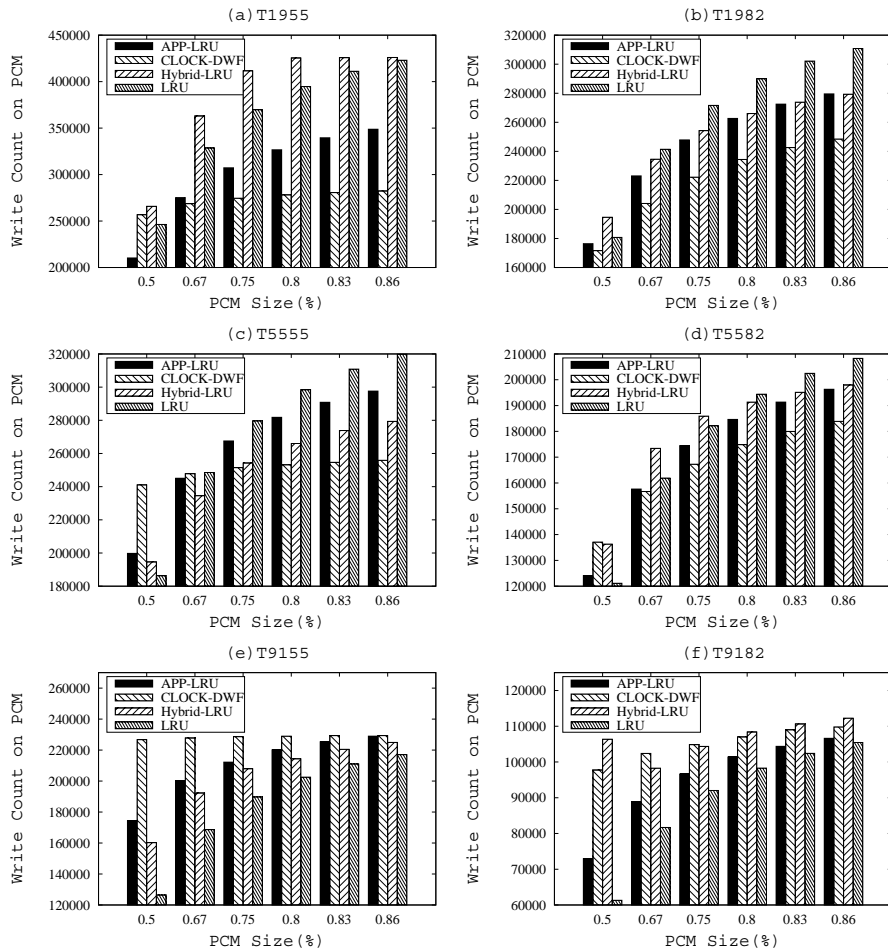 (a)T1955
Write Count on PCM
450000
400000
350000
300000
250000
200000
APP-LRU
CLOCK-DWF
Hybrid-LRU
LRU
0.5 0.67 0.75 0.8 0.83 0.86
PCM Size(%)
(b)T1982
Write Count on PCM
320000
300000
280000
260000
240000
220000
200000
180000
160000
APP-LRU
CLOCK-DWF
Hybrid-LRU
LRU
0.5 0.67 0.75 0.8 0.83 0.86
PCM Size(%)
(c)T5555
Write Count on PCM
320000
300000
280000
260000
240000
220000
200000
180000
APP-LRU
CLOCK-DWF
Hybrid-LRU
LRU
0.5 0.67 0.75 0.8 0.83 0.86
PCM Size(%)
(d)T5582
Write Count on PCM
210000
200000
190000
180000
170000
160000
150000
140000
130000
120000
APP-LRU
CLOCK-DWF
Hybrid-LRU
LRU
0.5 0.67 0.75 0.8 0.83 0.86
PCM Size(%)
(e)T9155
Write Count on PCM
260000
240000
220000
200000
180000
160000
140000
120000
APP-LRU
CLOCK-DWF
Hybrid-LRU
LRU
0.5 0.67 0.75 0.8 0.83 0.86
PCM Size(%)
(f)T9182
Write Count on PCM
120000
110000
100000
90000
80000
70000
60000
APP-LRU
CLOCK-DWF
Hybrid-LRU
LRU
0.5 0.67 0.75 0.8 0.83 0.86
PCM Size(%)